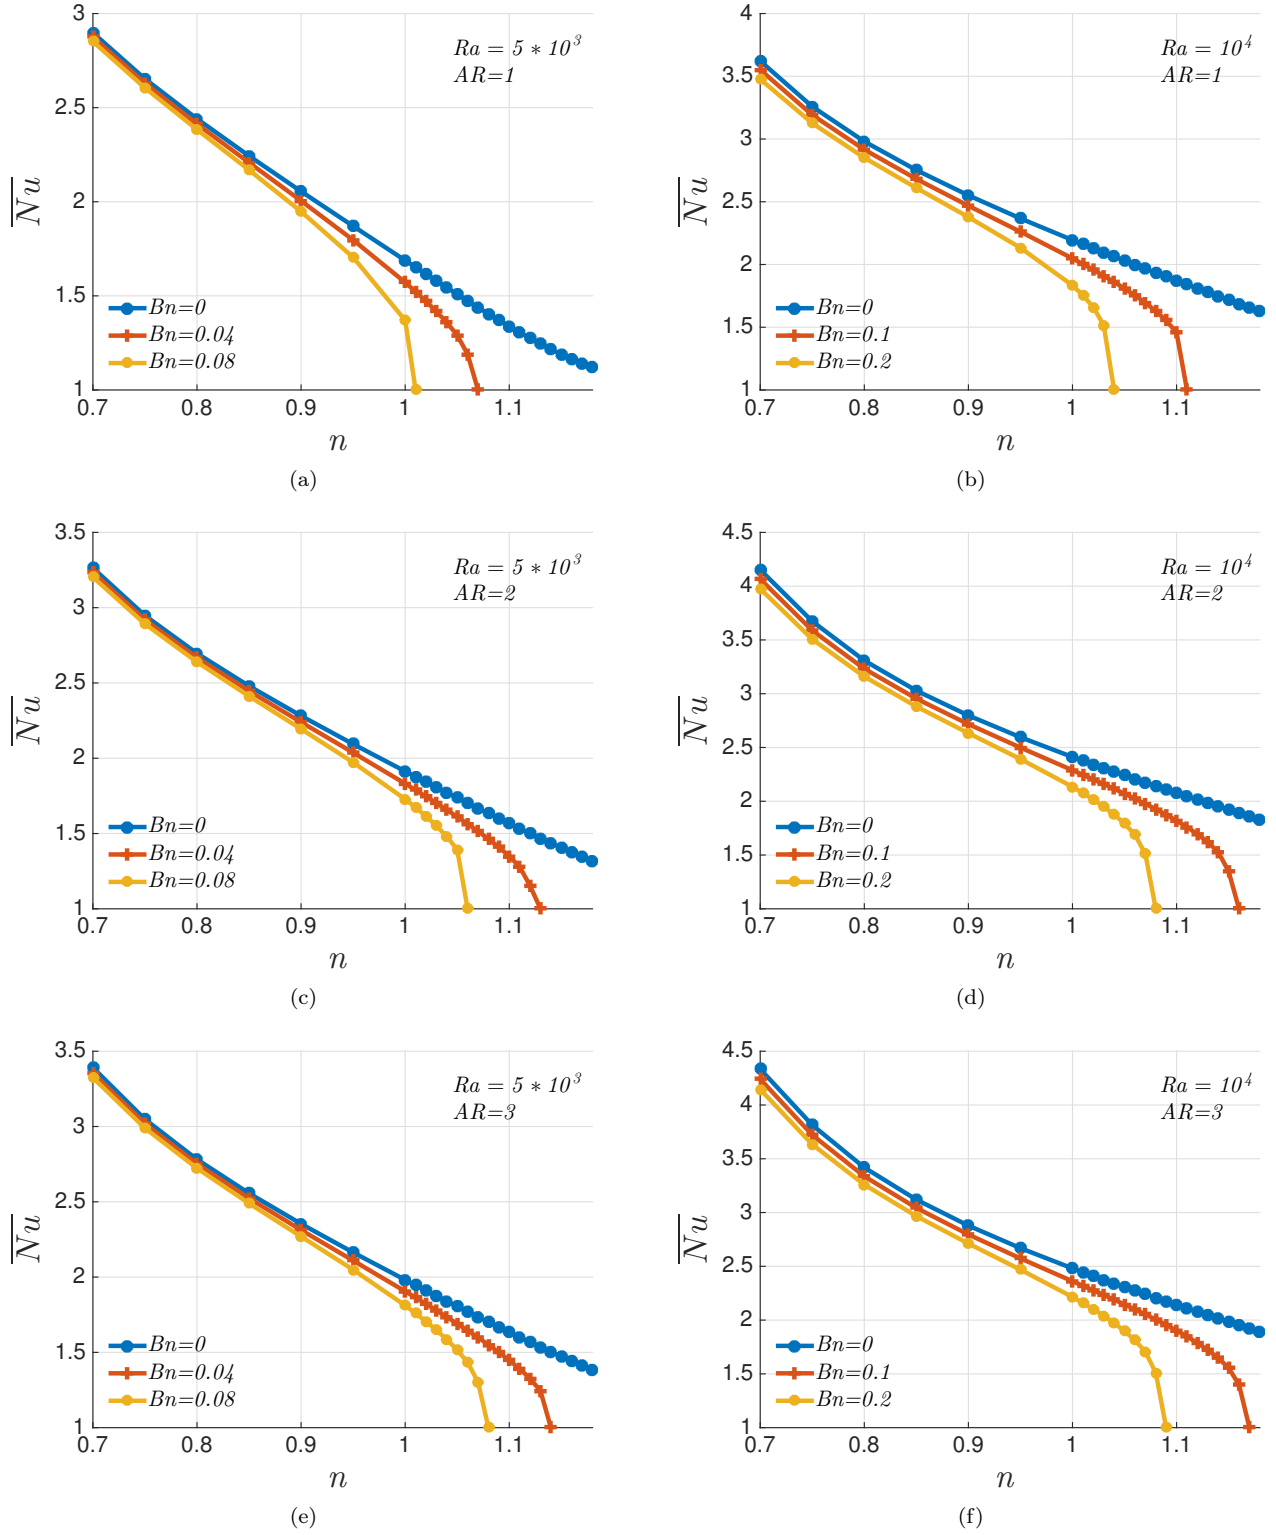 3
2.5
2
1.5
1
0.7
0.8
0.9
1
1.1
Nu
n
Ra = 5 * 10^3
AR=1
Bn=0
Bn=0.04
Bn=0.08
(a)
4
3.5
3
2.5
2
1.5
1
0.7
0.8
0.9
1
1.1
Nu
n
Ra = 10^4
AR=1
Bn=0
Bn=0.1
Bn=0.2
(b)
3.5
3
2.5
2
1.5
1
0.7
0.8
0.9
1
1.1
Nu
n
Ra = 5 * 10^3
AR=2
Bn=0
Bn=0.04
Bn=0.08
(c)
4.5
4
3.5
3
2.5
2
1.5
1
0.7
0.8
0.9
1
1.1
Nu
n
Ra = 10^4
AR=2
Bn=0
Bn=0.1
Bn=0.2
(d)
3.5
3
2.5
2
1.5
1
0.7
0.8
0.9
1
1.1
Nu
n
Ra = 5 * 10^3
AR=3
Bn=0
Bn=0.04
Bn=0.08
(e)
4.5
4
3.5
3
2.5
2
1.5
1
0.7
0.8
0.9
1
1.1
Nu
n
Ra = 10^4
AR=3
Bn=0
Bn=0.1
Bn=0.2
(f)